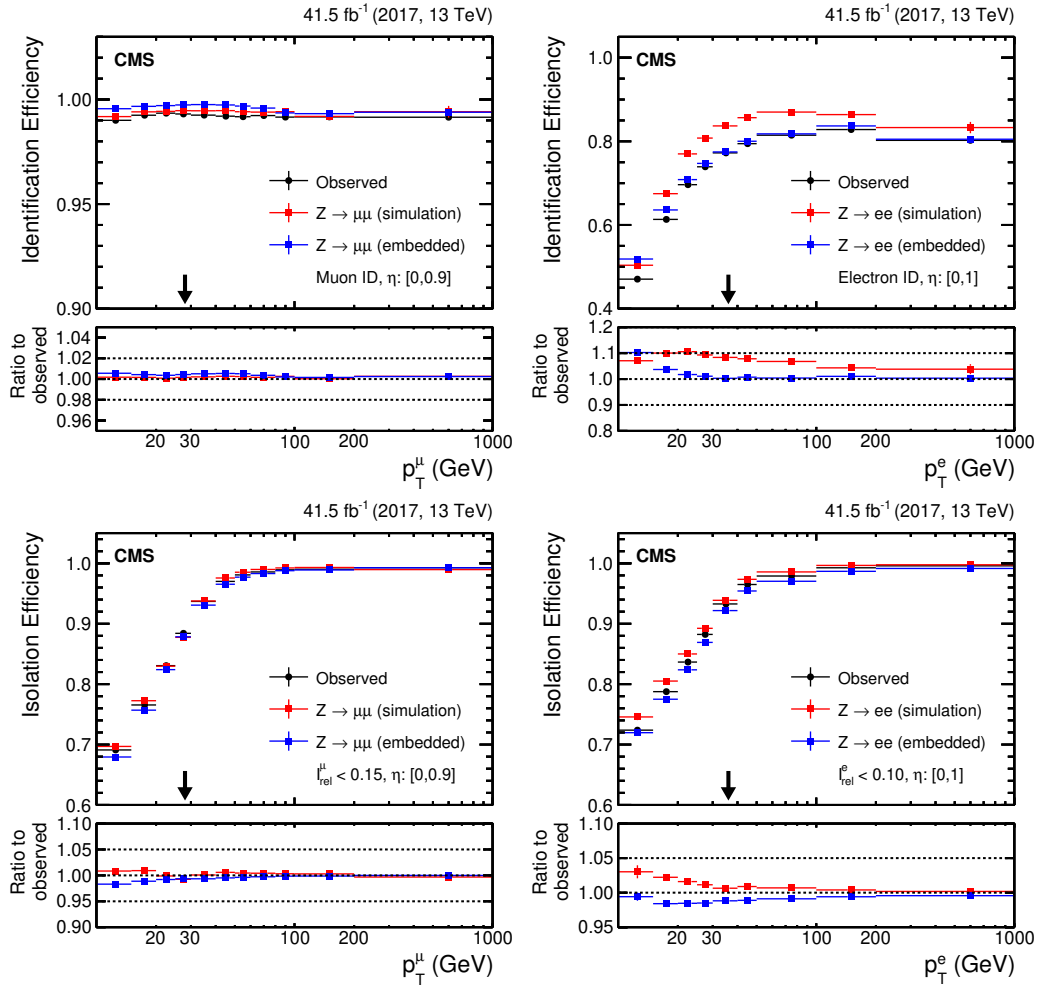 41.5 fb⁻¹ (2017, 13 TeV)
CMS
Identification Efficiency
1.00
0.95
0.90
Observed
Z → μμ (simulation)
Z → μμ (embedded)
Muon ID, η: [0,0.9]
Ratio to observed
1.04
1.02
1.00
0.98
0.96
20 30 100 200 1000
p_T^μ (GeV)
41.5 fb⁻¹ (2017, 13 TeV)
CMS
Identification Efficiency
1.0
0.8
0.6
0.4
Observed
Z → ee (simulation)
Z → ee (embedded)
Electron ID, η: [0,1]
Ratio to observed
1.2
1.1
1.0
0.9
0.8
20 30 100 200 1000
p_T^e (GeV)
41.5 fb⁻¹ (2017, 13 TeV)
CMS
Isolation Efficiency
1.0
0.9
0.8
0.7
0.6
Observed
Z → μμ (simulation)
Z → μμ (embedded)
I_rel^μ < 0.15, η: [0,0.9]
Ratio to observed
1.10
1.05
1.00
0.95
0.90
20 30 100 200 1000
p_T^μ (GeV)
41.5 fb⁻¹ (2017, 13 TeV)
CMS
Isolation Efficiency
1.0
0.9
0.8
0.7
0.6
Observed
Z → ee (simulation)
Z → ee (embedded)
I_rel^e < 0.10, η: [0,1]
Ratio to observed
1.10
1.05
1.00
0.95
20 30 100 200 1000
p_T^e (GeV)